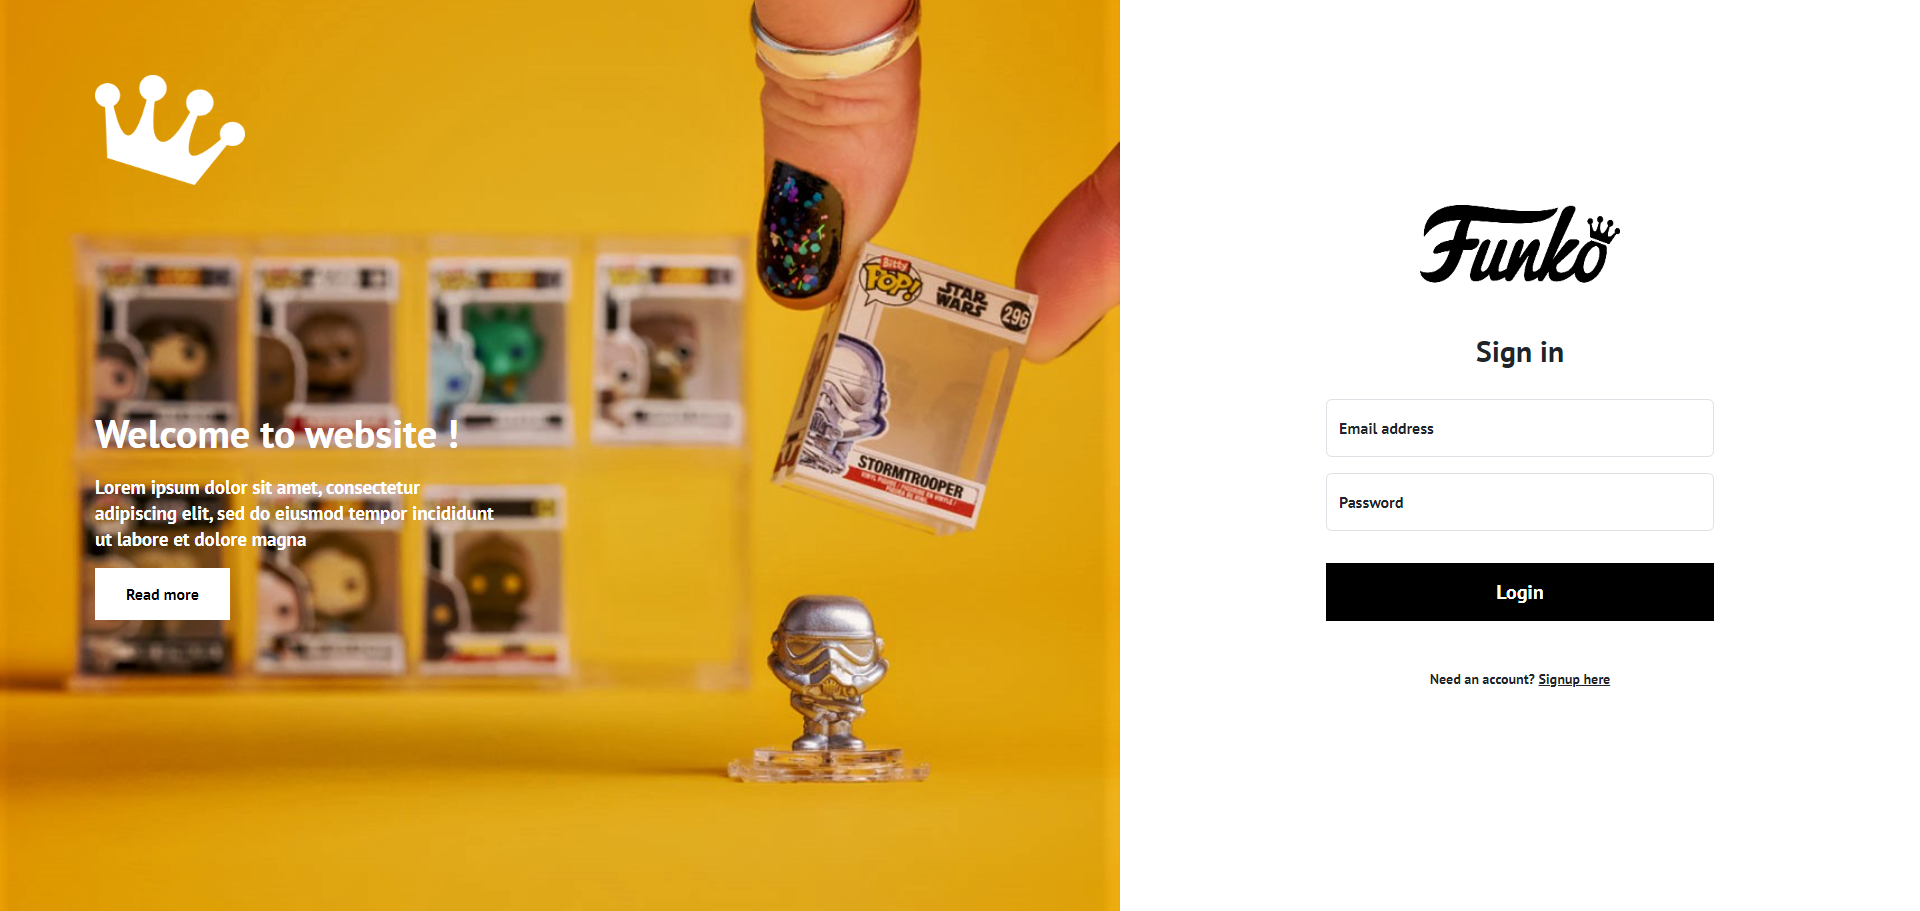 Welcome to website !
Lorem ipsum dolor sit amet, consectetur
adipiscing elit, sed do eiusmod tempor incididunt
ut labore et dolore magna
Read more
Bitty
POP!
STAR
WARS
296
STORMTROOPER
Funko
Sign in
Email address
Password
Login
Need an account? Signup here